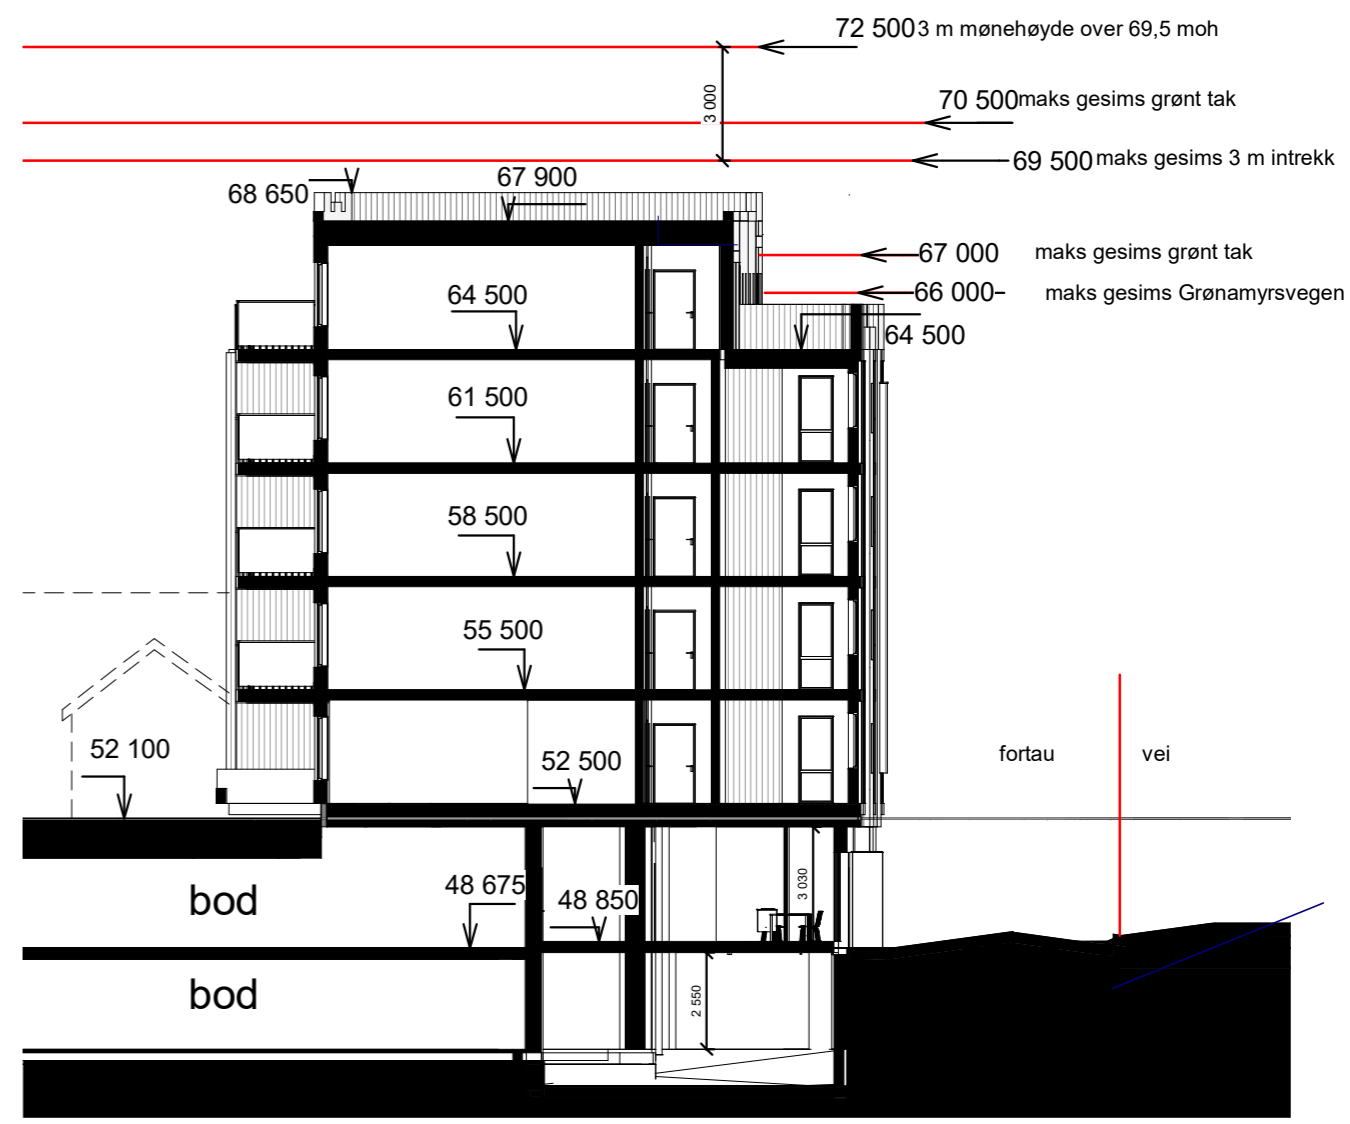 72 500 3 m mønehøyde over 69,5 moh
3 000
70 500 maks gesims grønt tak
69 500 maks gesims 3 m intrekk
68 650
67 900
67 000 maks gesims grønt tak
66 000 maks gesims Grønamyrsvegen
64 500
64 500
61 500
58 500
55 500
52 100
52 500
fortau
vei
bod
48 675
48 850
3 030
bod
2 550